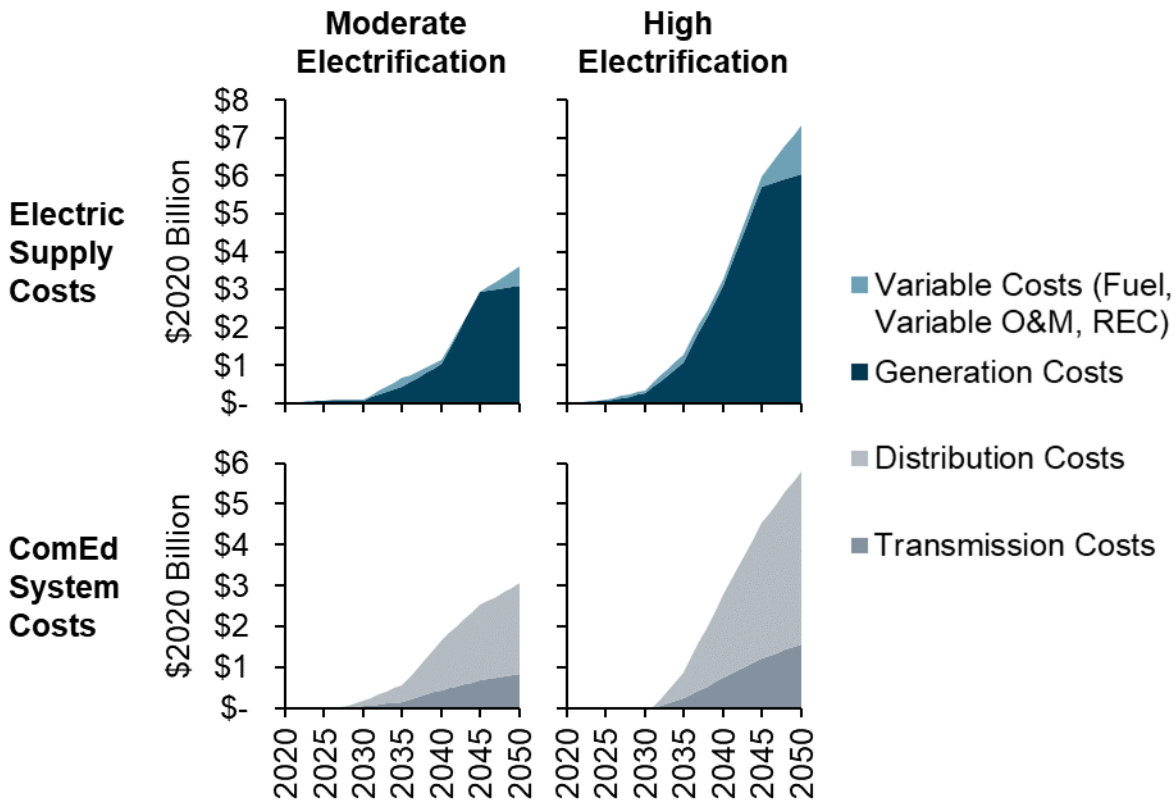 Moderate
Electrification
High
Electrification
Electric
Supply
Costs
$2020 Billion
$8
$7
$6
$5
$4
$3
$2
$1
$-
Variable Costs (Fuel,
Variable O&M, REC)
Generation Costs
Distribution Costs
Transmission Costs
ComEd
System
Costs
$2020 Billion
$6
$5
$4
$3
$2
$1
$-
2020
2025
2030
2035
2040
2045
2050
2020
2025
2030
2035
2040
2045
2050